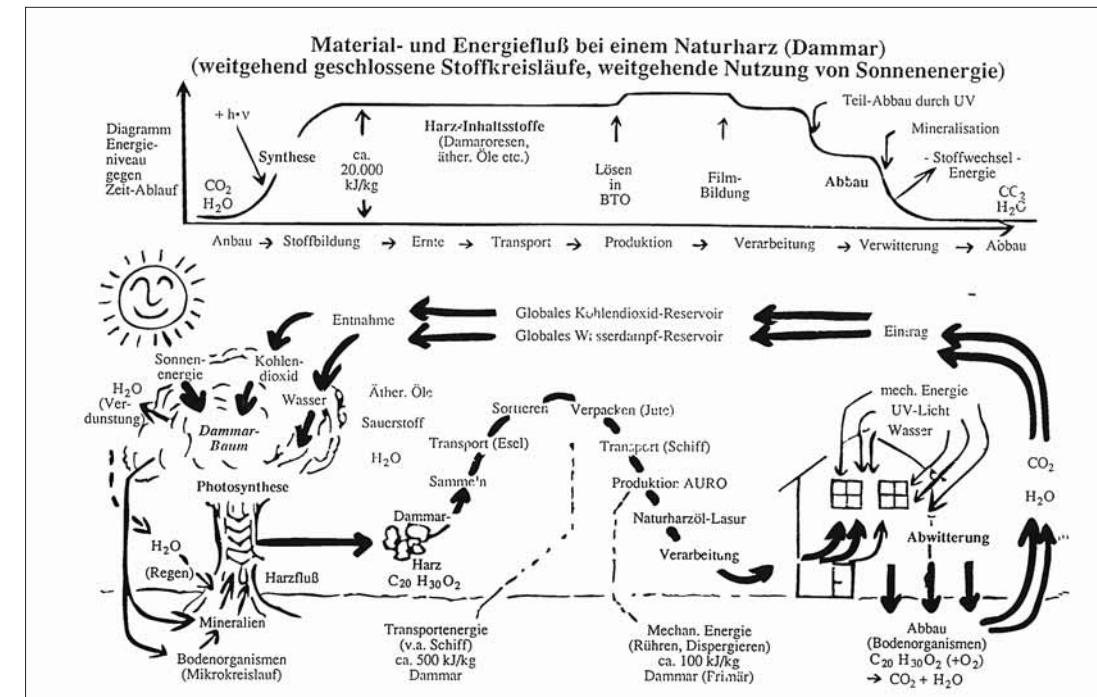 Material- und Energiefluß bei einem Naturharz (Dammar)
(weitgehend geschlossene Stoffkreisläufe, weitgehende Nutzung von Sonnenenergie)
Diagramm
Energie-
niveau
gegen
Zeit-Ablauf
+ h•ν
CO2
H2O
Synthese
ca.
20.000
kJ/kg
Harz-Inhaltsstoffe
(Damaroresen,
äther. Öle etc.)
Lösen
in
BTO
Film-
Bildung
Teil-Abbau durch UV
Mineralisation
- Stoffwechsel -
Energie
Abbau
CC2
H2O
Anbau → Stoffbildung → Ernte → Transport → Produktion → Verarbeitung → Verwitterung → Abbau
Entnahme
Globales Kohlendioxid-Reservoir
Globales Wasserdampf-Reservoir
Eintrag
Sonnen-
energie
Kohlen-
dioxid
Wasser
H2O
(Ver-
dunstung)
Dammar-
Baum
Äther. Öle
Sauerstoff
H2O
Photosynthese
H2O
(Regen)
Harzfluß
Mineralien
Bodenorganismen
(Mikrokreislauf)
Dammar-
Harz
C20 H30O2
Sammeln
Transport (Esel)
Sortieren
Verpacken (Jute)
Transport (Schiff)
Produktion AURO
Naturharzöl-Lasur
Verarbeitung
Transportenergie
(v.a. Schiff)
ca. 500 kJ/kg
Dammar
Mechan. Energie
(Rühren, Dispergieren)
ca. 100 kJ/kg
Dammar (Primär)
mech. Energie
UV-Licht
Wasser
CO2
H2O
Abwitterung
Abbau
(Bodenorganismen)
C20 H30O2 (+O2)
→ CO2 + H2O